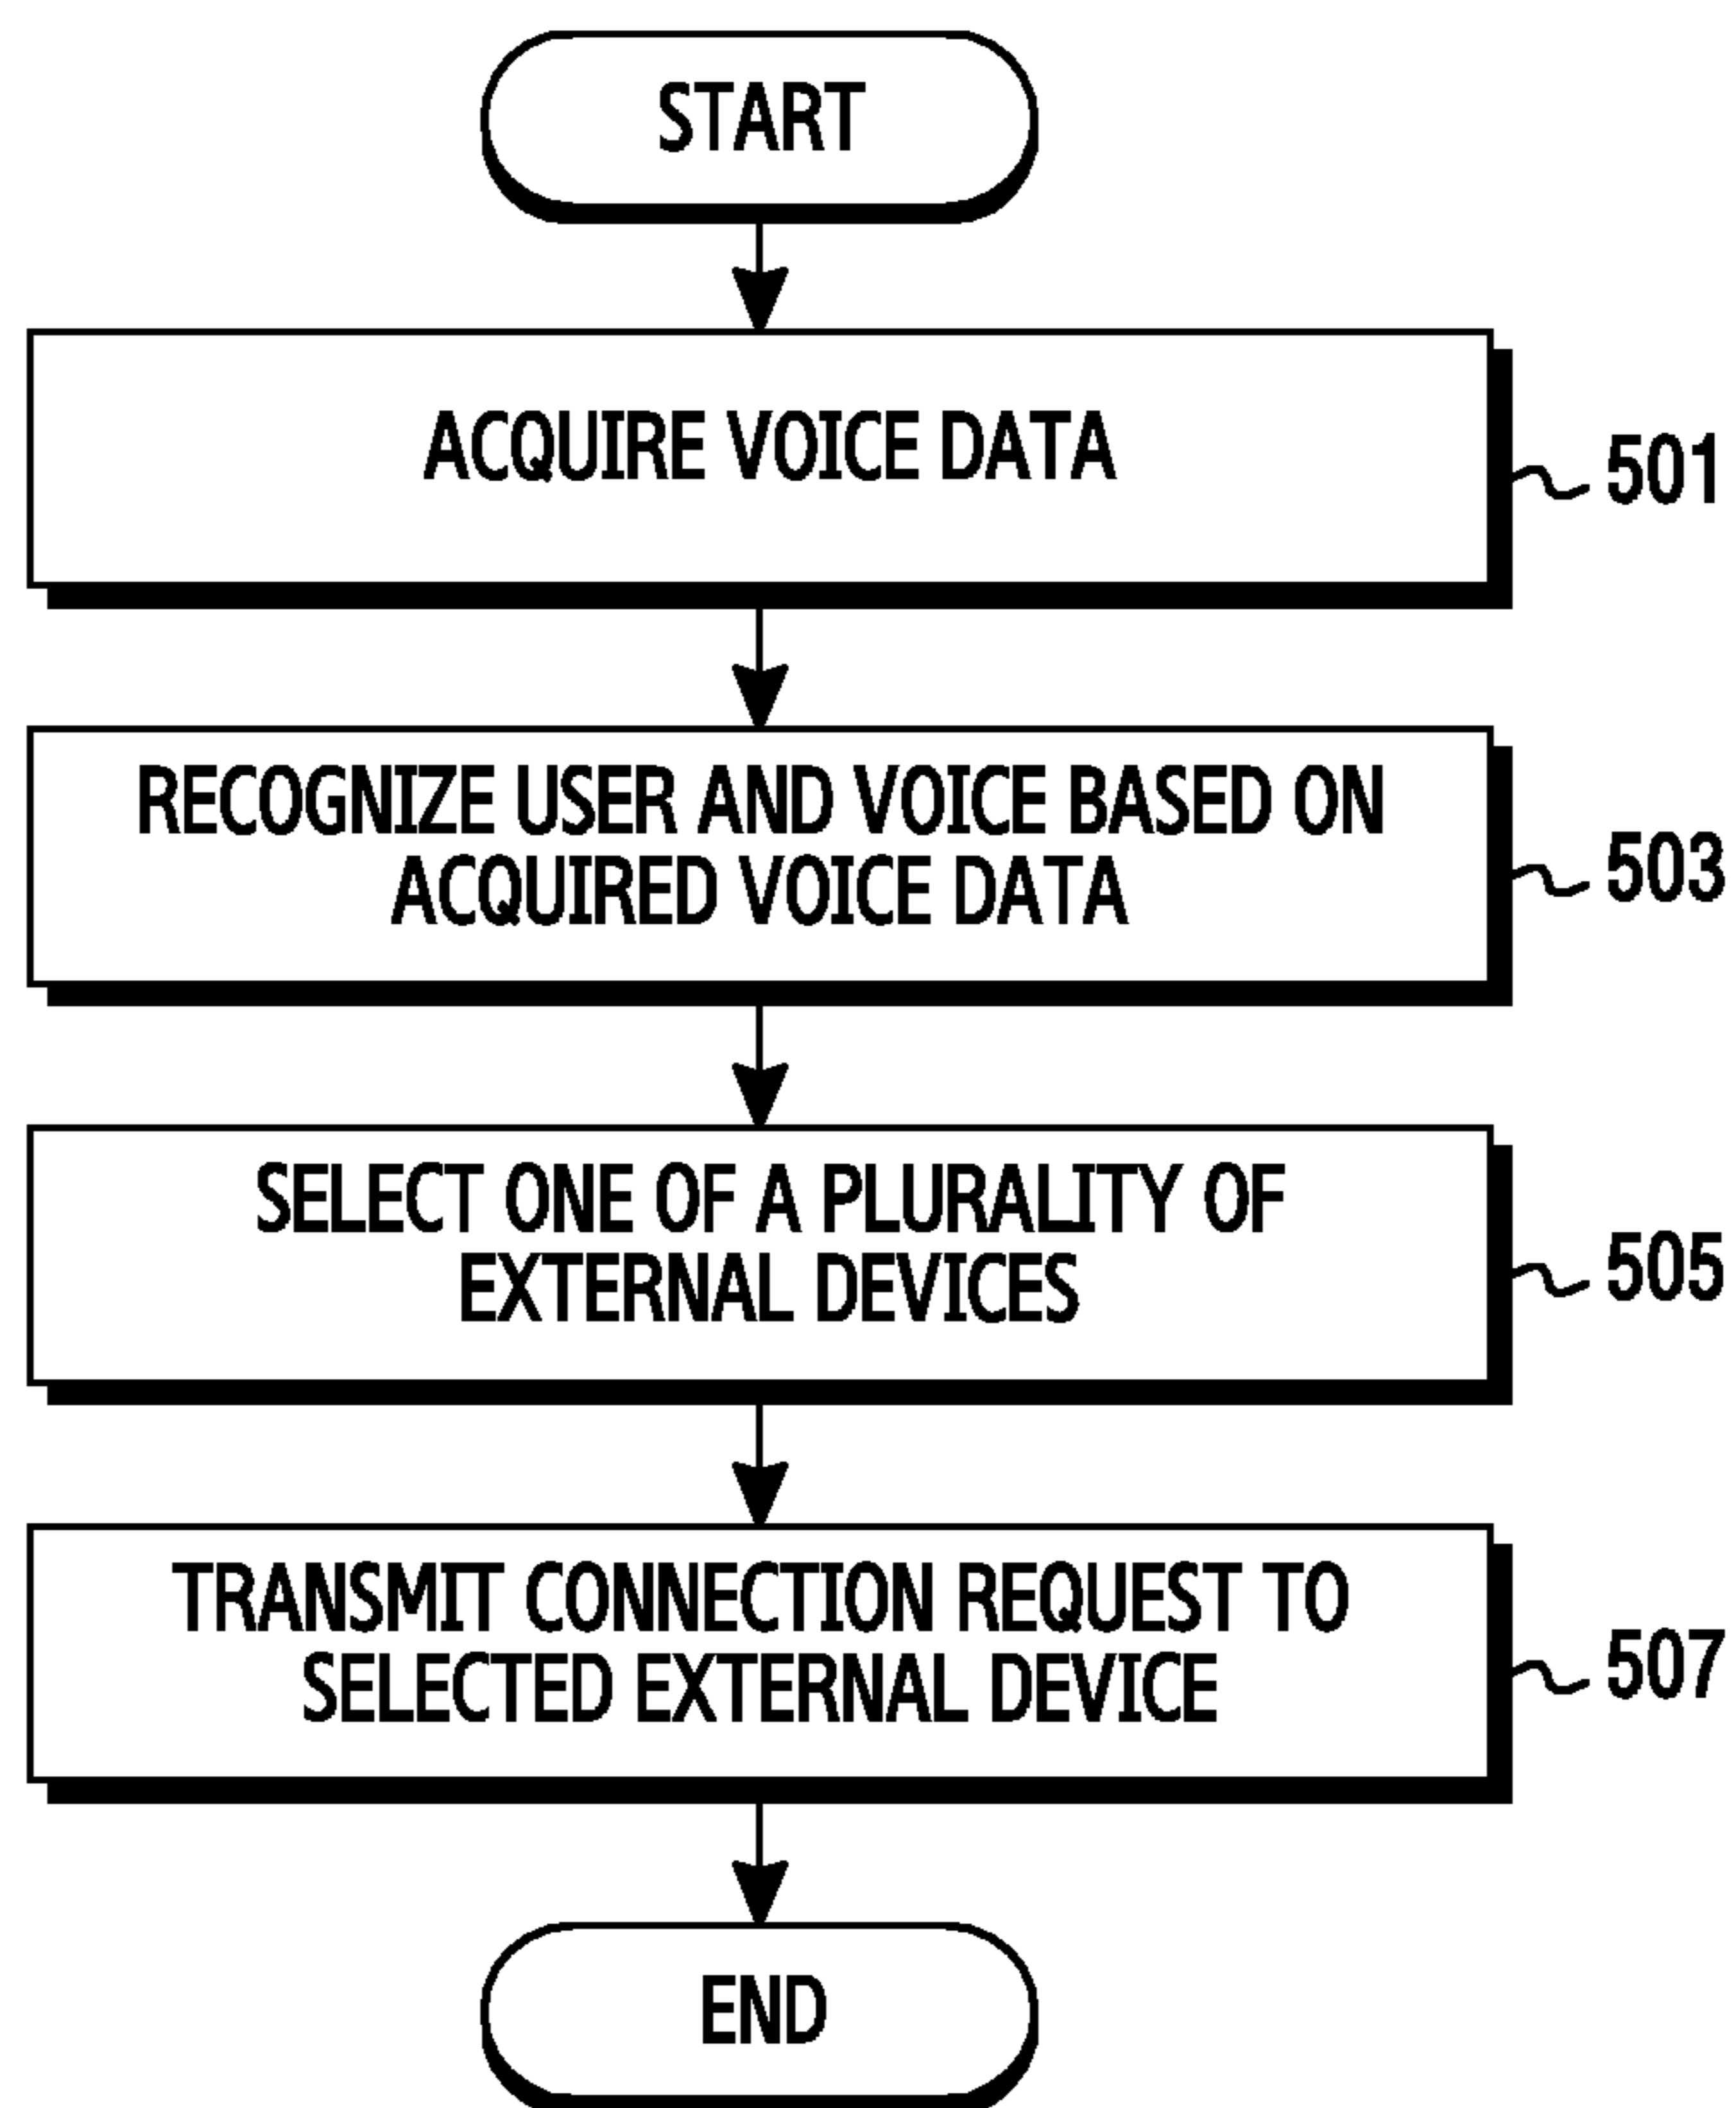 START
ACQUIRE VOICE DATA
501
RECOGNIZE USER AND VOICE BASED ON
ACQUIRED VOICE DATA
503
SELECT ONE OF A PLURALITY OF
EXTERNAL DEVICES
505
TRANSMIT CONNECTION REQUEST TO
SELECTED EXTERNAL DEVICE
507
END